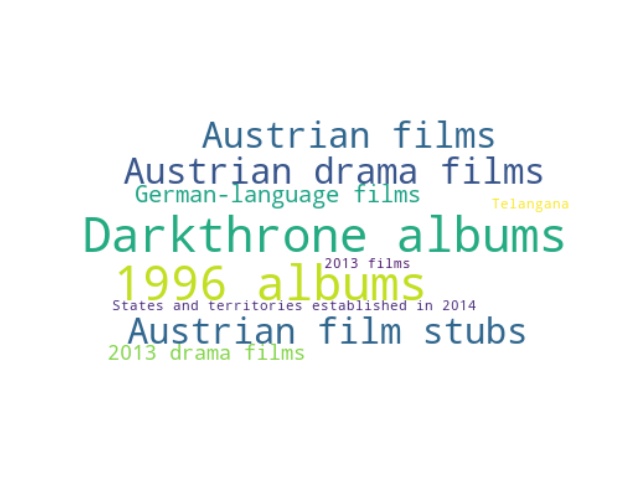 Austrian films
Austrian drama films
German-language films
Telangana
Darkthrone albums
2013 films
1996 albums
States and territories established in 2014
Austrian film stubs
2013 drama films